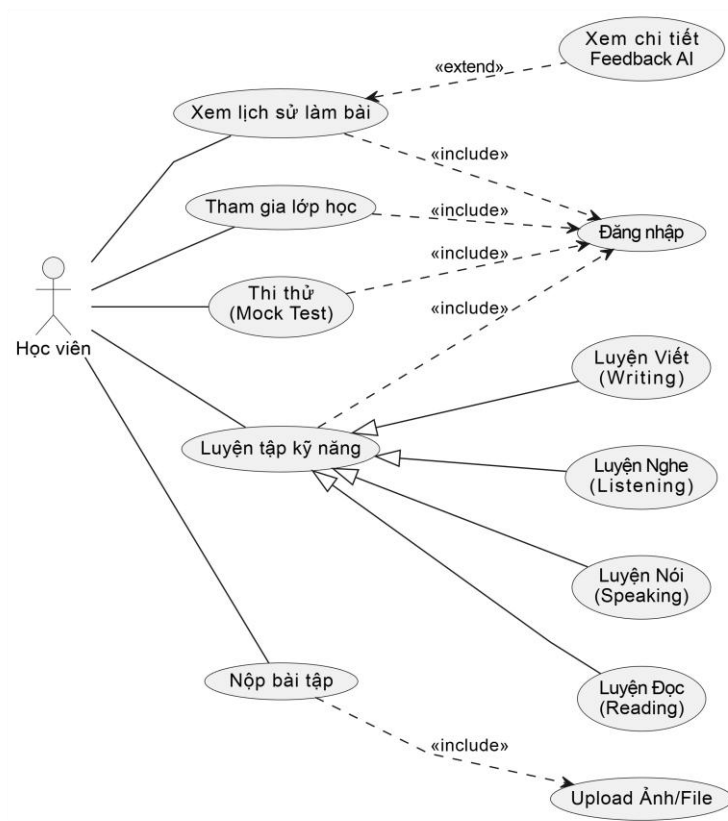 Xem chi tiết
Feedback AI
«extend»
Xem lịch sử làm bài
«include»
Tham gia lớp học
«include»
Đăng nhập
«include»
Thi thử
(Mock Test)
«include»
Học viên
Luyện Viết
(Writing)
Luyện tập kỹ năng
Luyện Nghe
(Listening)
Luyện Nói
(Speaking)
Nộp bài tập
Luyện Đọc
(Reading)
«include»
Upload Ảnh/File